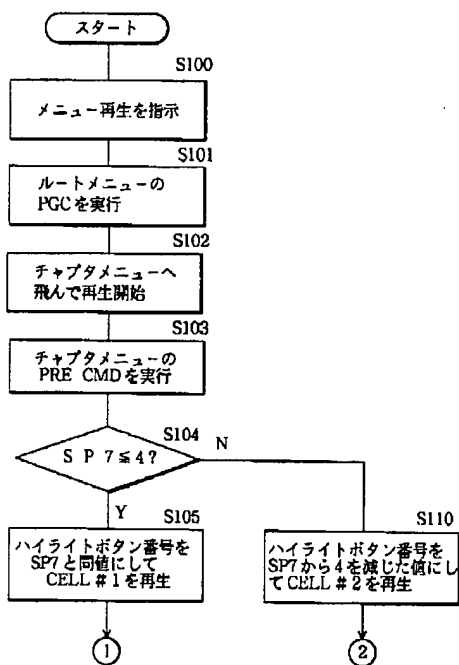 スタート
S100
メニュー再生を指示
S101
ルートメニューの
PGCを実行
S102
チャプタメニューへ
飛んで再生開始
S103
チャプタメニューの
PRE CMDを実行
S104
SP7≦4?
N
Y
S105
ハイライトボタン番号を
SP7と同値にして
CELL#1を再生
①
S110
ハイライトボタン番号を
SP7から4を減じた値にし
てCELL#2を再生
②